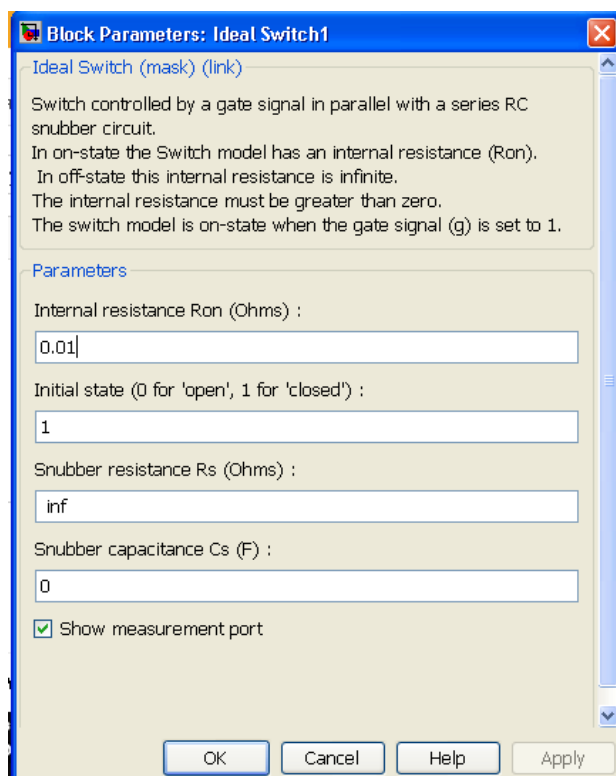 Block Parameters: Ideal Switch1
Ideal Switch (mask) (link)
Switch controlled by a gate signal in parallel with a series RC
snubber circuit.
In on-state the Switch model has an internal resistance (Ron).
In off-state this internal resistance is infinite.
The internal resistance must be greater than zero.
The switch model is on-state when the gate signal (g) is set to 1.
Parameters
Internal resistance Ron (Ohms) :
0.01
Initial state (0 for 'open', 1 for 'closed') :
1
Snubber resistance Rs (Ohms) :
inf
Snubber capacitance Cs (F) :
0
Show measurement port
OK Cancel Help Apply